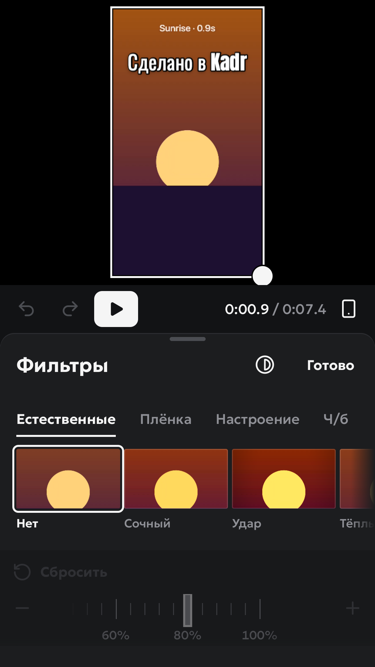 Sunrise · 0.9s
Сделано в Kadr
0:00.9 / 0:07.4
Фильтры
Готово
Естественные Плёнка Настроение Ч/б
Нет Сочный Удар
Сбросить
60% 80% 100%